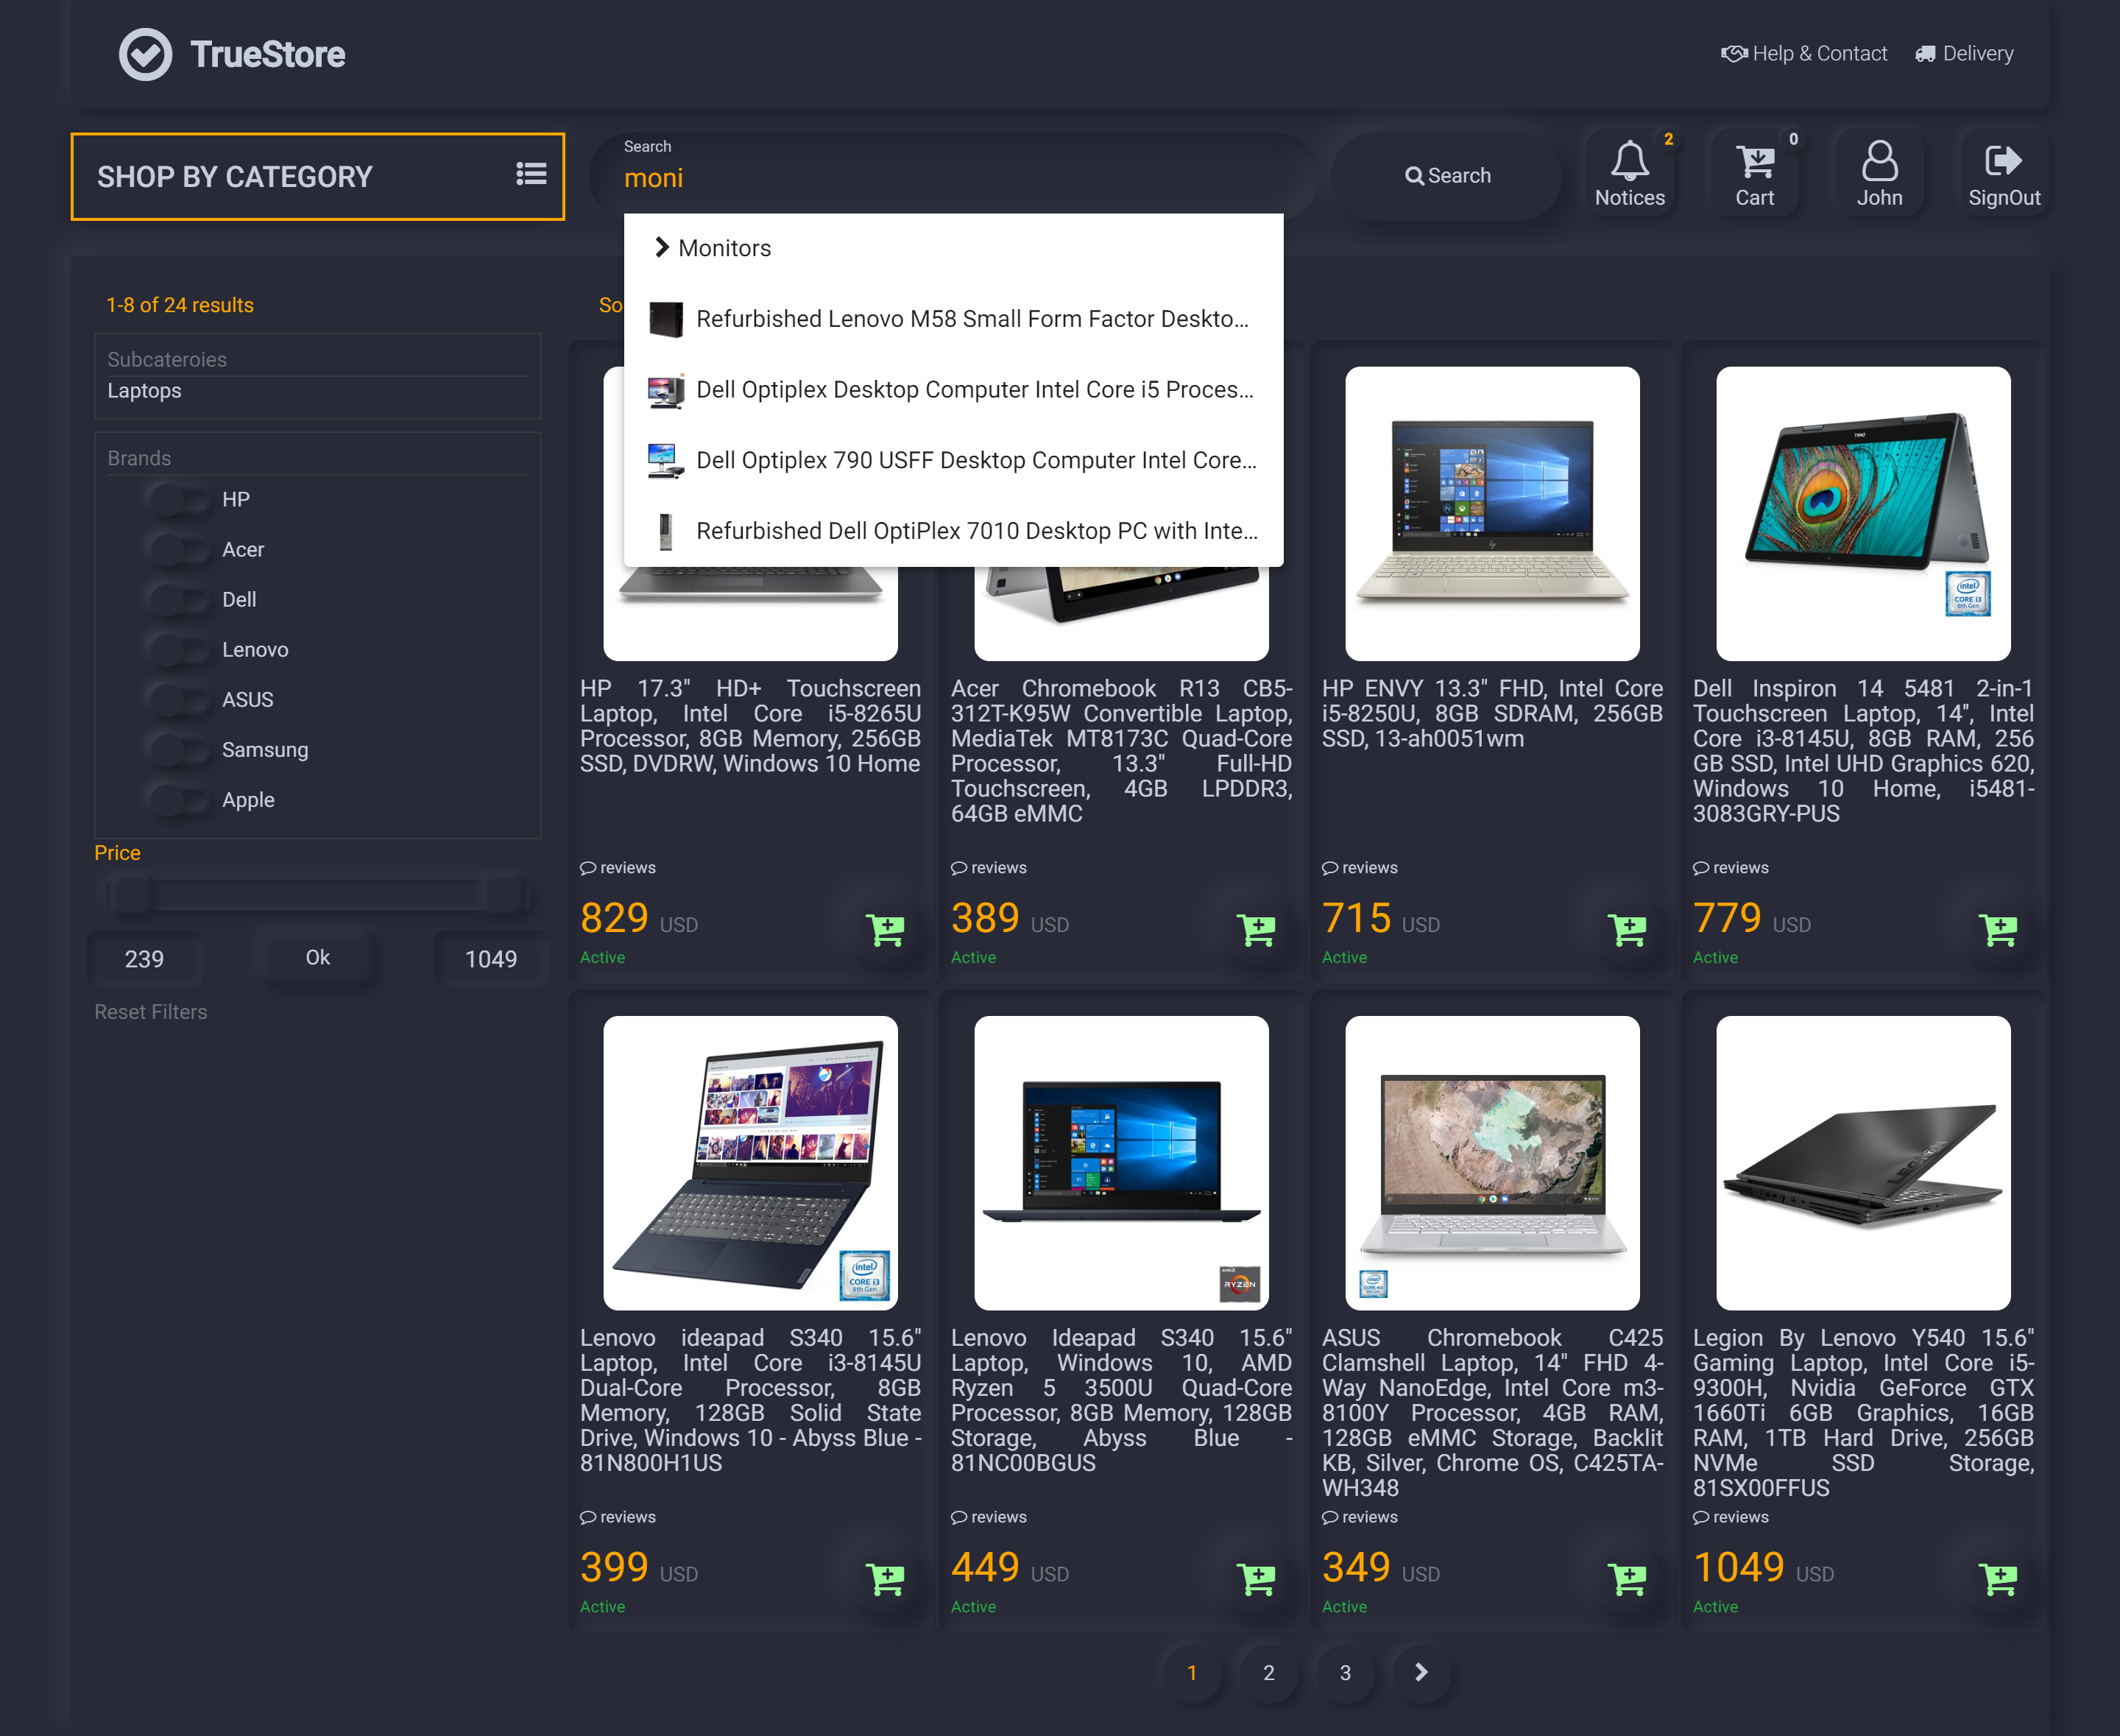 TrueStore
Help & Contact
Delivery
SHOP BY CATEGORY
Search
moni
Search
2
Notices
0
Cart
John
SignOut
Monitors
Refurbished Lenovo M58 Small Form Factor Deskto...
Dell Optiplex Desktop Computer Intel Core i5 Proces...
Dell Optiplex 790 USFF Desktop Computer Intel Core...
Refurbished Dell OptiPlex 7010 Desktop PC with Inte...
1-8 of 24 results
So
Subcateroies
Laptops
Brands
HP
Acer
Dell
Lenovo
ASUS
Samsung
Apple
Price
239
Ok
1049
Reset Filters
HP 17.3" HD+ Touchscreen
Laptop, Intel Core i5-8265U
Processor, 8GB Memory, 256GB
SSD, DVDRW, Windows 10 Home
reviews
829 USD
Active
Acer Chromebook R13 CB5-
312T-K95W Convertible Laptop,
MediaTek MT8173C Quad-Core
Processor, 13.3" Full-HD
Touchscreen, 4GB LPDDR3,
64GB eMMC
reviews
389 USD
Active
HP ENVY 13.3" FHD, Intel Core
i5-8250U, 8GB SDRAM, 256GB
SSD, 13-ah0051wm
reviews
715 USD
Active
intel
CORE i3
8th Gen
Dell Inspiron 14 5481 2-in-1
Touchscreen Laptop, 14", Intel
Core i3-8145U, 8GB RAM, 256
GB SSD, Intel UHD Graphics 620,
Windows 10 Home, i5481-
3083GRY-PUS
reviews
779 USD
Active
intel
CORE i3
8th Gen
Lenovo ideapad S340 15.6"
Laptop, Intel Core i3-8145U
Dual-Core Processor, 8GB
Memory, 128GB Solid State
Drive, Windows 10 - Abyss Blue -
81N800H1US
reviews
399 USD
Active
AMD
RYZEN
Lenovo Ideapad S340 15.6"
Laptop, Windows 10, AMD
Ryzen 5 3500U Quad-Core
Processor, 8GB Memory, 128GB
Storage, Abyss Blue -
81NC00BGUS
reviews
449 USD
Active
ASUS Chromebook C425
Clamshell Laptop, 14" FHD 4-
Way NanoEdge, Intel Core m3-
8100Y Processor, 4GB RAM,
128GB eMMC Storage, Backlit
KB, Silver, Chrome OS, C425TA-
WH348
reviews
349 USD
Active
LEGION
Legion By Lenovo Y540 15.6"
Gaming Laptop, Intel Core i5-
9300H, Nvidia GeForce GTX
1660Ti 6GB Graphics, 16GB
RAM, 1TB Hard Drive, 256GB
NVMe SSD Storage,
81SX00FFUS
reviews
1049 USD
Active
1
2
3